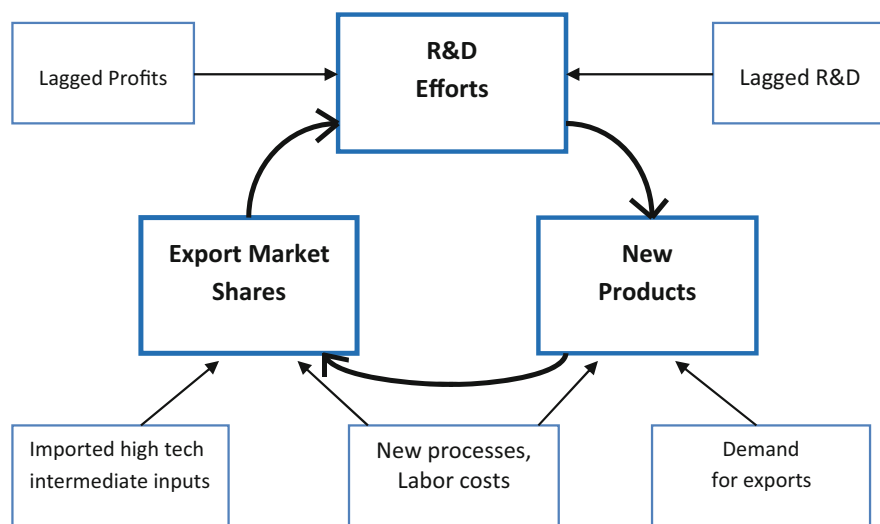 R&D
Efforts
Lagged Profits
Lagged R&D
Export Market
Shares
New
Products
Imported high tech
intermediate inputs
New processes,
Labor costs
Demand
for exports